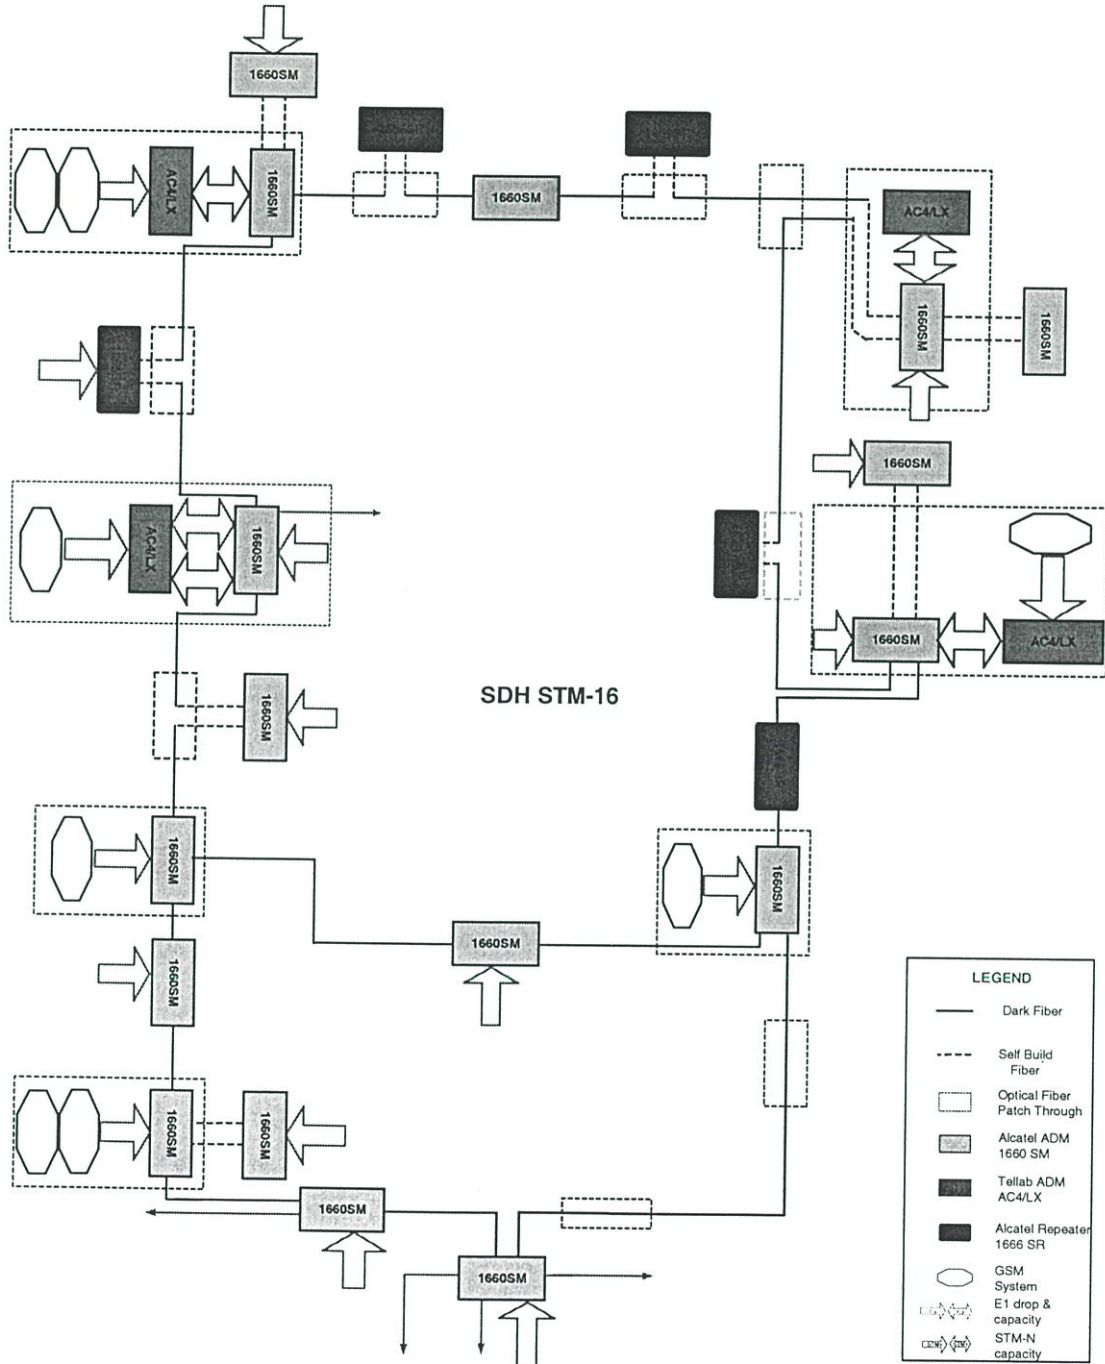 1660SM
AC4/LX
1660SM
1660SM
AC4/LX
1660SM
1660SM
1660SM
AC4/LX
1660SM
1660SM
AC4/LX
SDH STM-16
1660SM
1660SM
1660SM
1660SM
1660SM
1660SM
1660SM
1660SM
1660SM
LEGEND
Dark Fiber
Self Build
Fiber
Optical Fiber
Patch Through
Alcatel ADM
1660 SM
Tellab ADM
AC4/LX
Alcatel Repeater
1666 SR
GSM
System
E1 drop &
capacity
STM-N
capacity